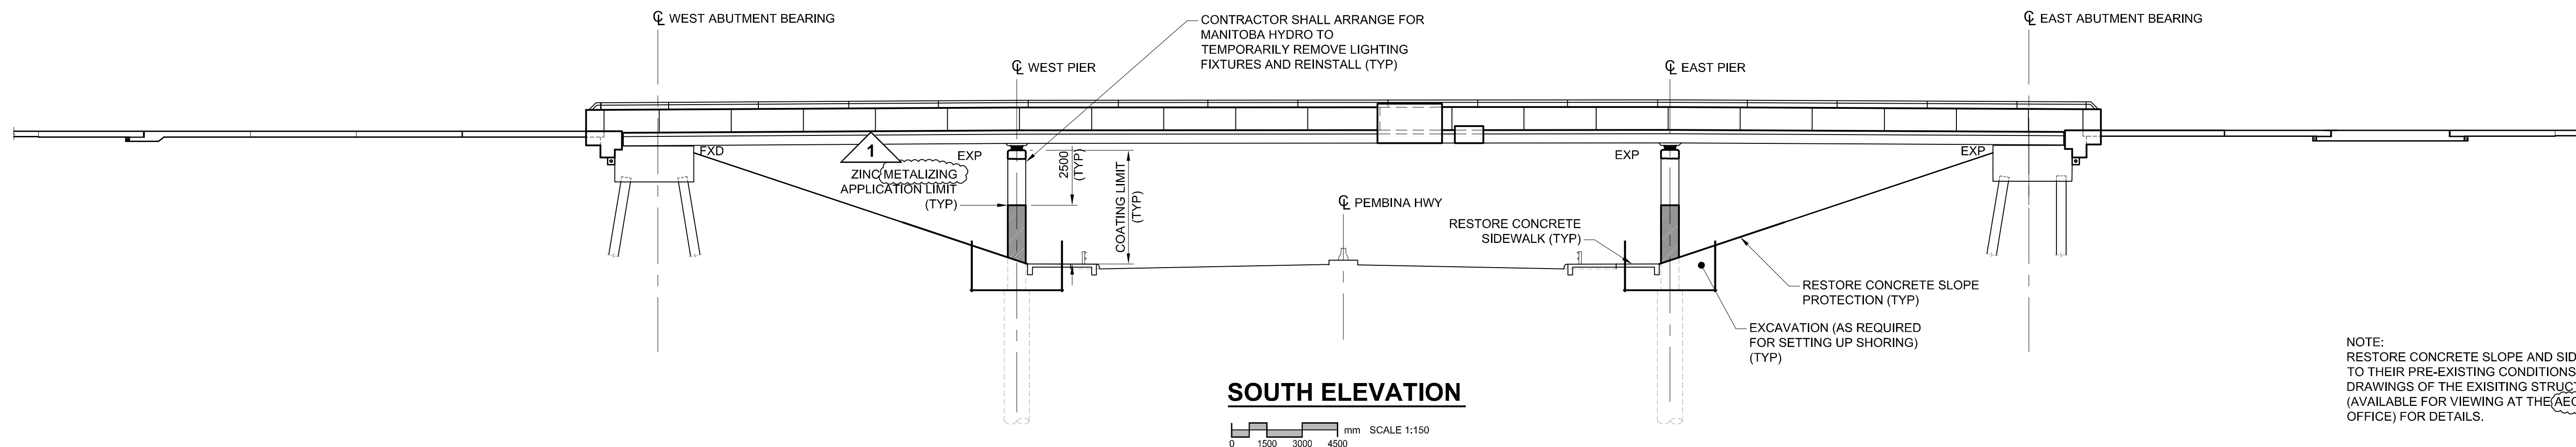 ℄ WEST ABUTMENT BEARING
℄ WEST PIER
CONTRACTOR SHALL ARRANGE FOR
MANITOBA HYDRO TO
TEMPORARILY REMOVE LIGHTING
FIXTURES AND REINSTALL (TYP)
℄ EAST PIER
℄ EAST ABUTMENT BEARING
FXD
1
EXP
EXP
EXP
ZINC METALIZING
APPLICATION LIMIT
(TYP)
2500
(TYP)
COATING LIMIT
(TYP)
℄ PEMBINA HWY
RESTORE CONCRETE
SIDEWALK (TYP)
RESTORE CONCRETE SLOPE
PROTECTION (TYP)
EXCAVATION (AS REQUIRED
FOR SETTING UP SHORING)
(TYP)
NOTE:
RESTORE CONCRETE SLOPE AND SID
TO THEIR PRE-EXISTING CONDITIONS
DRAWINGS OF THE EXISITING STRUCT
(AVAILABLE FOR VIEWING AT THE AEC
OFFICE) FOR DETAILS.
SOUTH ELEVATION
mm SCALE 1:150
0 1500 3000 4500